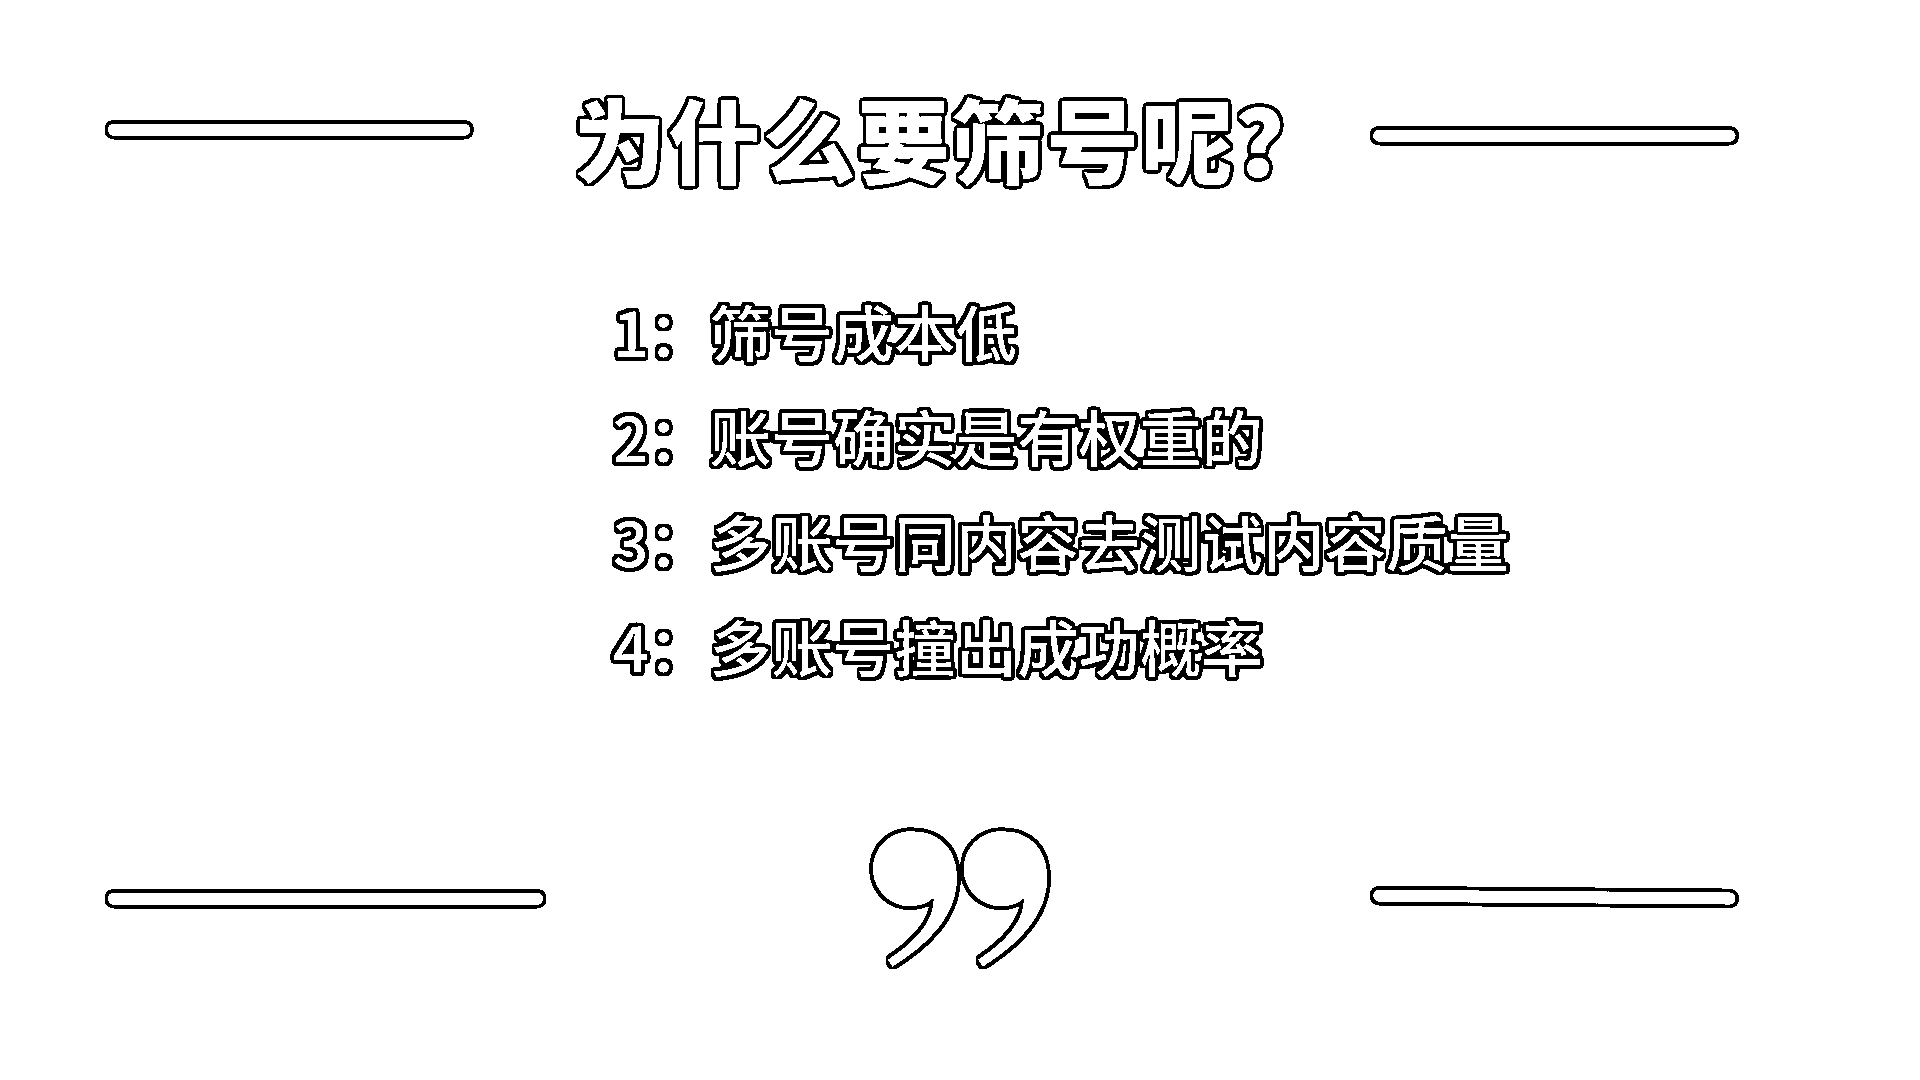 为什么要筛号呢?
1：筛号成本低
2：账号确实是有权重的
3：多账号同内容去测试内容质量
4：多账号撞出成功概率